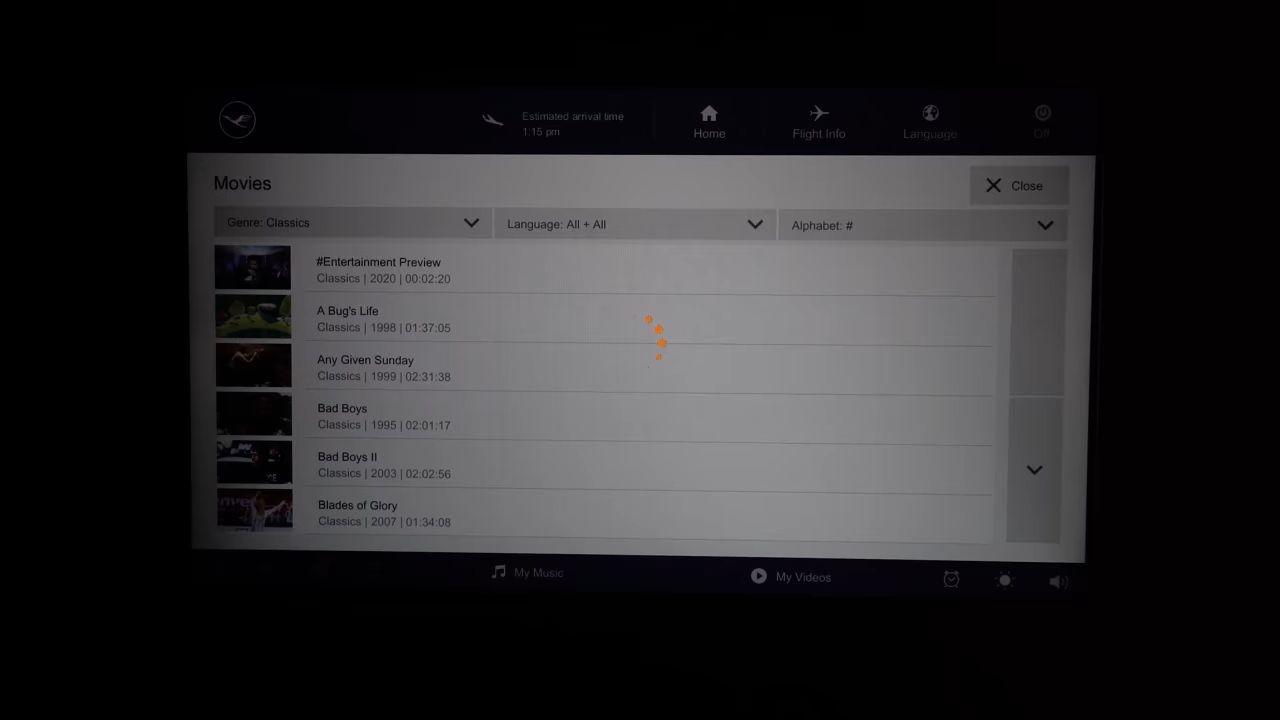 Estimated arrival time
1:15 pm
Home
Flight Info
Language
Off
Movies
Close
Genre: Classics
Language: All + All
Alphabet: #
#Entertainment Preview
Classics | 2020 | 00:02:20
A Bug's Life
Classics | 1998 | 01:37:05
Any Given Sunday
Classics | 1999 | 02:31:38
Bad Boys
Classics | 1995 | 02:01:17
Bad Boys II
Classics | 2003 | 02:02:56
Blades of Glory
Classics | 2007 | 01:34:08
My Music
My Videos